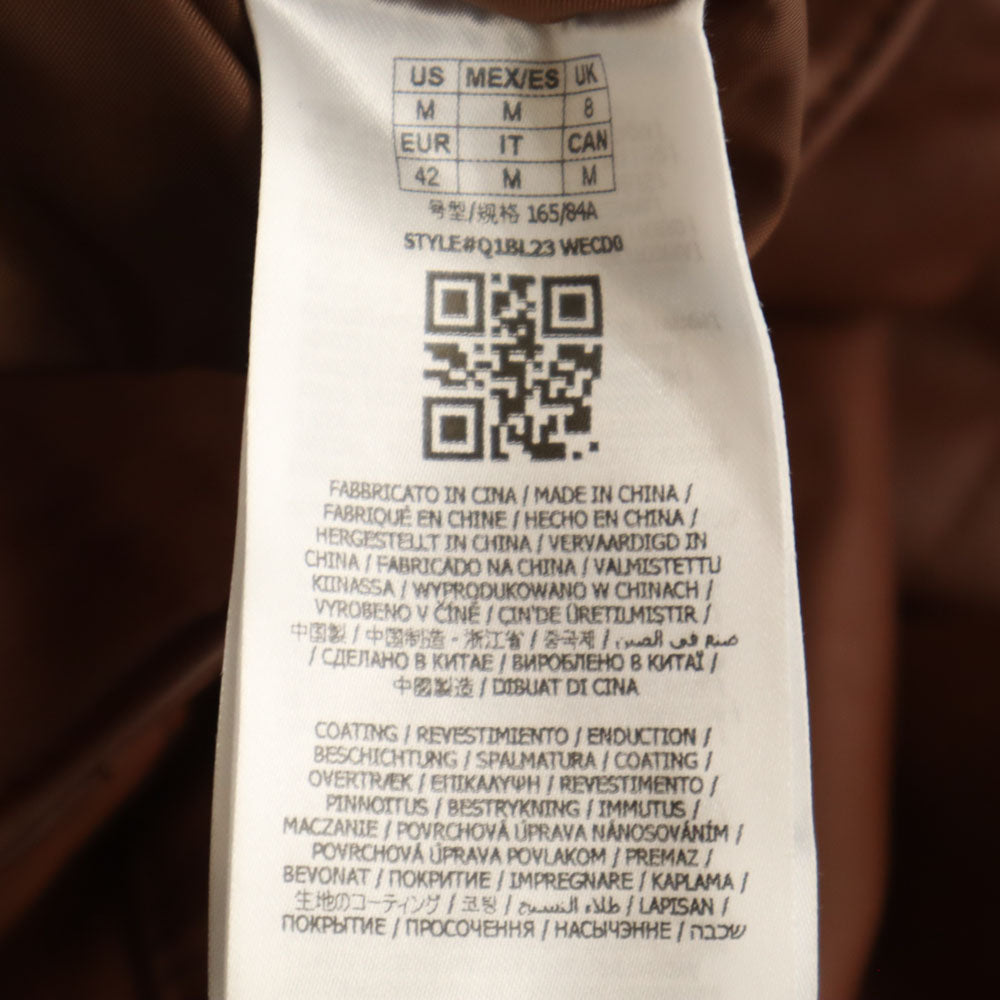 US MEX/ES UK
M M 8
EUR IT CAN
42 M M
号型/规格 165/84A
STYLE#Q1BL23 WECD0
FABBRICATO IN CINA / MADE IN CHINA /
FABRIQUÉ EN CHINE / HECHO EN CHINA /
HERGESTELLT IN CHINA / VERVAARDIGD IN
CHINA / FABRICADO NA CHINA / VALMISTETTU
KIINASSA / WYPRODUKOWANO W CHINACH /
VYROBENO V ČÍNĚ / ÇIN'DE ÜRETILMISTIR /
中国製 / 中国制造 - 浙江省 / 중국제 / صنع في الصين
/ СДЕЛАНО В КИТАЕ / ВИРОБЛЕНО В КИТАЇ /
中國製造 / DIBUAT DI CINA
COATING / REVESTIMIENTO / ENDUCTION /
BESCHICHTUNG / SPALMATURA / COATING /
OVERTRÆK / ΕΠΙΚΑΛΥΨΗ / REVESTIMENTO /
PINNOITUS / BESTRYKNING / IMMUTUS /
MACZANIE / POVRCHOVÁ ÚPRAVA NÁNOSOVÁNÍM /
POVRCHOVÁ ÚPRAVA POVLAKOM / PREMAZ /
BEVONAT / ПОКРИТИЕ / IMPREGNARE / KAPLAMA /
生地のコーティング / 코팅 / طلاء النسيج / LAPISAN /
ПОКРЫТИЕ / ПРОСОЧЕННЯ / НАСЫЧЭННЕ / שכבה